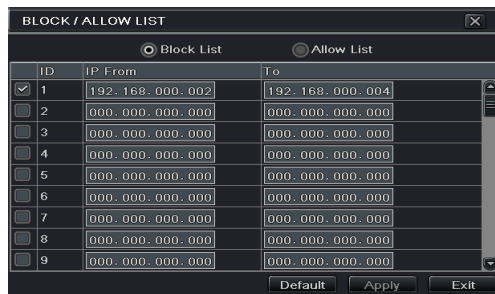 BLOCK / ALLOW LIST
Block List Allow List
ID IP From To
1 192.168.000.002 192.168.000.004
2 000.000.000.000 000.000.000.000
3 000.000.000.000 000.000.000.000
4 000.000.000.000 000.000.000.000
5 000.000.000.000 000.000.000.000
6 000.000.000.000 000.000.000.000
7 000.000.000.000 000.000.000.000
8 000.000.000.000 000.000.000.000
9 000.000.000.000 000.000.000.000
Default Apply Exit